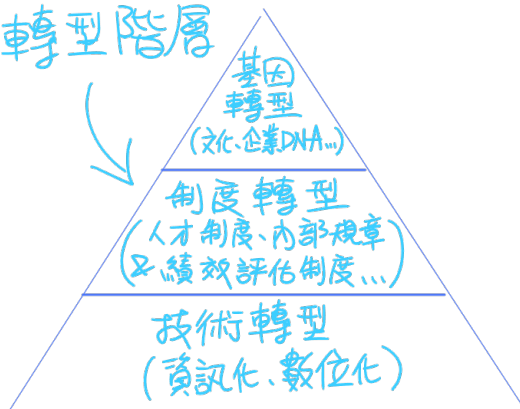 轉型階層
基因
轉型
(文化、企業DNA...)
制度轉型
(人才制度、內部規章
& 績效評估制度...)
技術轉型
(資訊化、數位化)